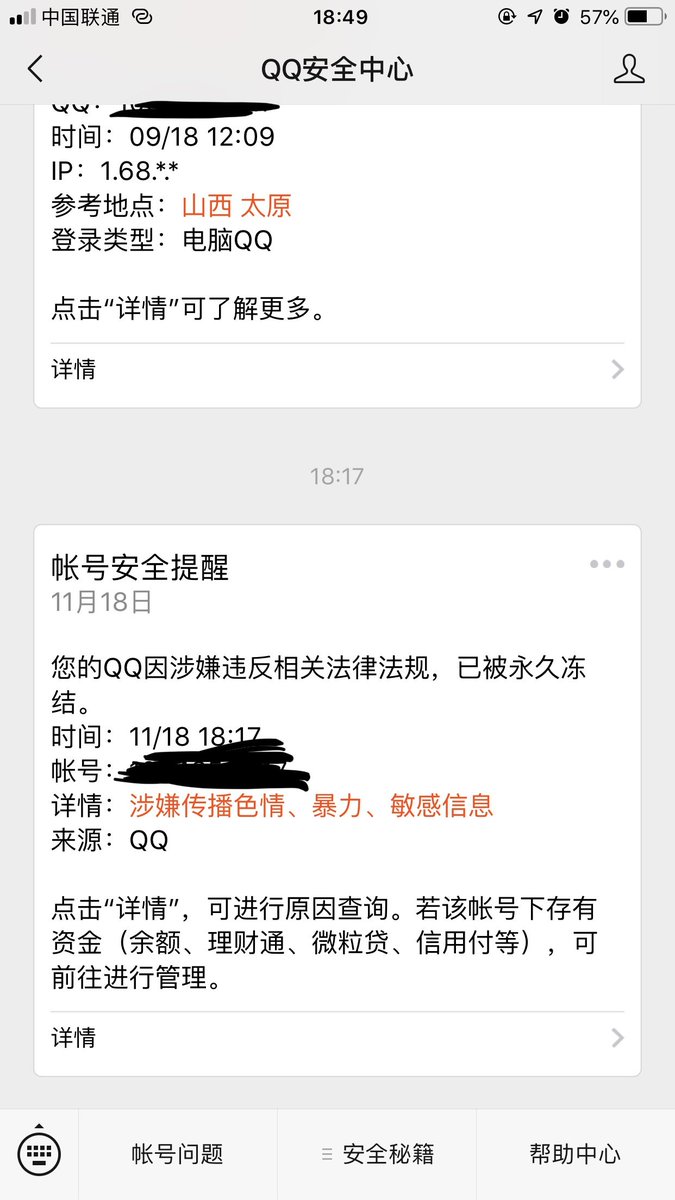 中国联通
18:49
57%
QQ安全中心
QQ:
时间：09/18 12:09
IP：1.68.**
参考地点：山西 太原
登录类型：电脑QQ
点击“详情”可了解更多。
详情
18:17
帐号安全提醒
11月18日
您的QQ因涉嫌违反相关法律法规，已被永久冻
结。
时间：11/18 18:17
帐号：
详情：涉嫌传播色情、暴力、敏感信息
来源：QQ
点击“详情”，可进行原因查询。若该帐号下存有
资金（余额、理财通、微粒贷、信用付等），可
前往进行管理。
详情
帐号问题
安全秘籍
帮助中心